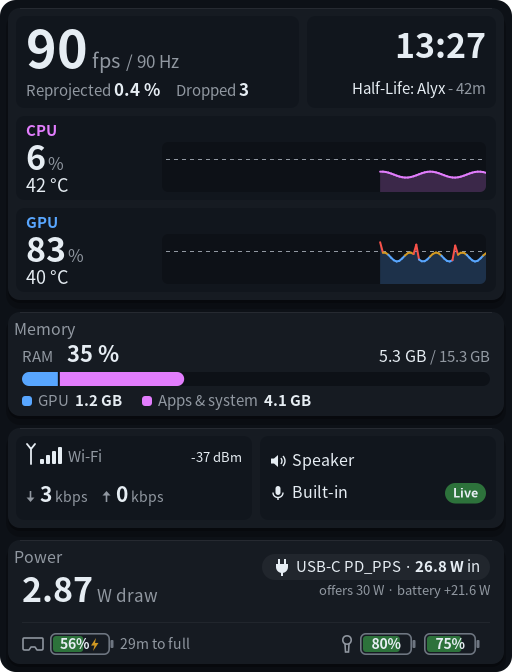 90 fps / 90 Hz
Reprojected 0.4 % Dropped 3
13:27
Half-Life: Alyx - 42m
CPU
6 %
42 °C
GPU
83 %
40 °C
Memory
RAM 35 % 5.3 GB / 15.3 GB
GPU 1.2 GB Apps & system 4.1 GB
Wi-Fi -37 dBm
↓ 3 kbps ↑ 0 kbps
Speaker
Built-in Live
Power
2.87 W draw
USB-C PD_PPS · 26.8 W in
offers 30 W · battery +21.6 W
56% 29m to full
80% 75%